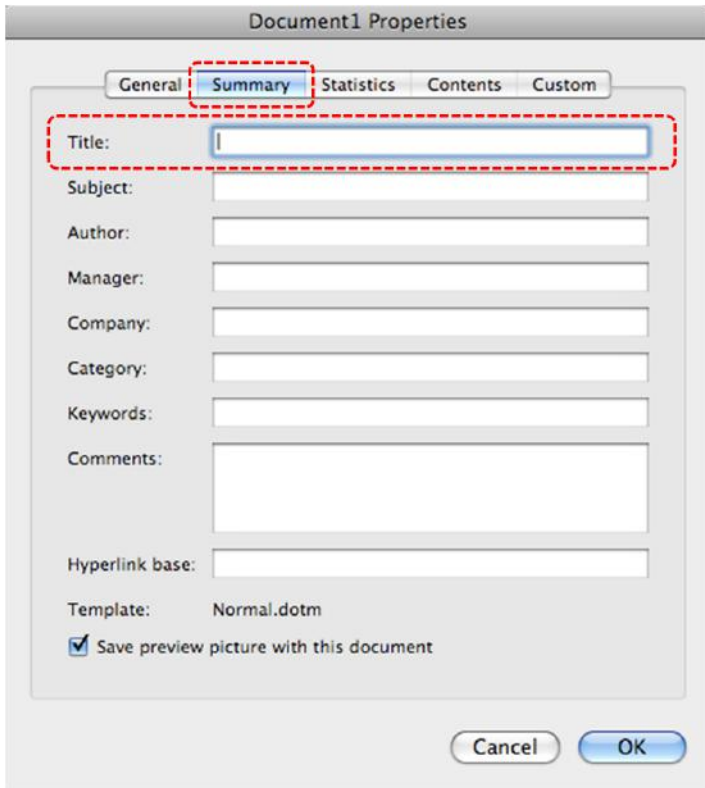 Document1 Properties
General Summary Statistics Contents Custom
Title:
Subject:
Author:
Manager:
Company:
Category:
Keywords:
Comments:
Hyperlink base:
Template: Normal.dotm
Save preview picture with this document
Cancel OK